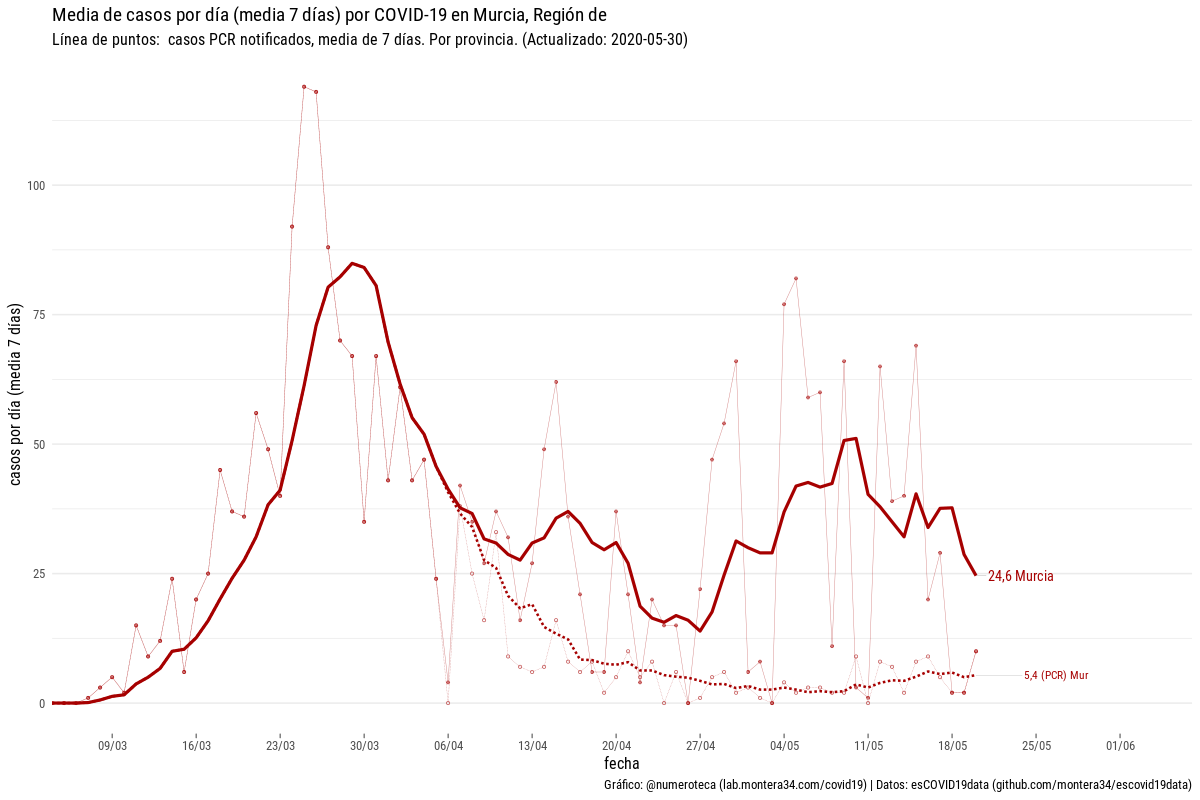 Media de casos por día (media 7 días) por COVID-19 en Murcia, Región de
Línea de puntos:  casos PCR notificados, media de 7 días. Por provincia. (Actualizado: 2020-05-30)
casos por día (media 7 días)
100
75
50
25
0
24,6 Murcia
5,4 (PCR) Mur
09/03 16/03 23/03 30/03 06/04 13/04 20/04 27/04 04/05 11/05 18/05 25/05 01/06
fecha
Gráfico: @numeroteca (lab.montera34.com/covid19) | Datos: esCOVID19data (github.com/montera34/escovid19data)